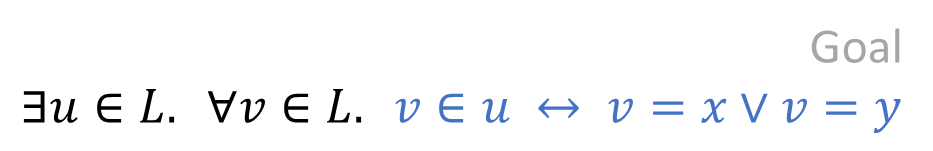 Goal
∃u ∈ L. ∀v ∈ L. v ∈ u ↔ v = x ∨ v = y